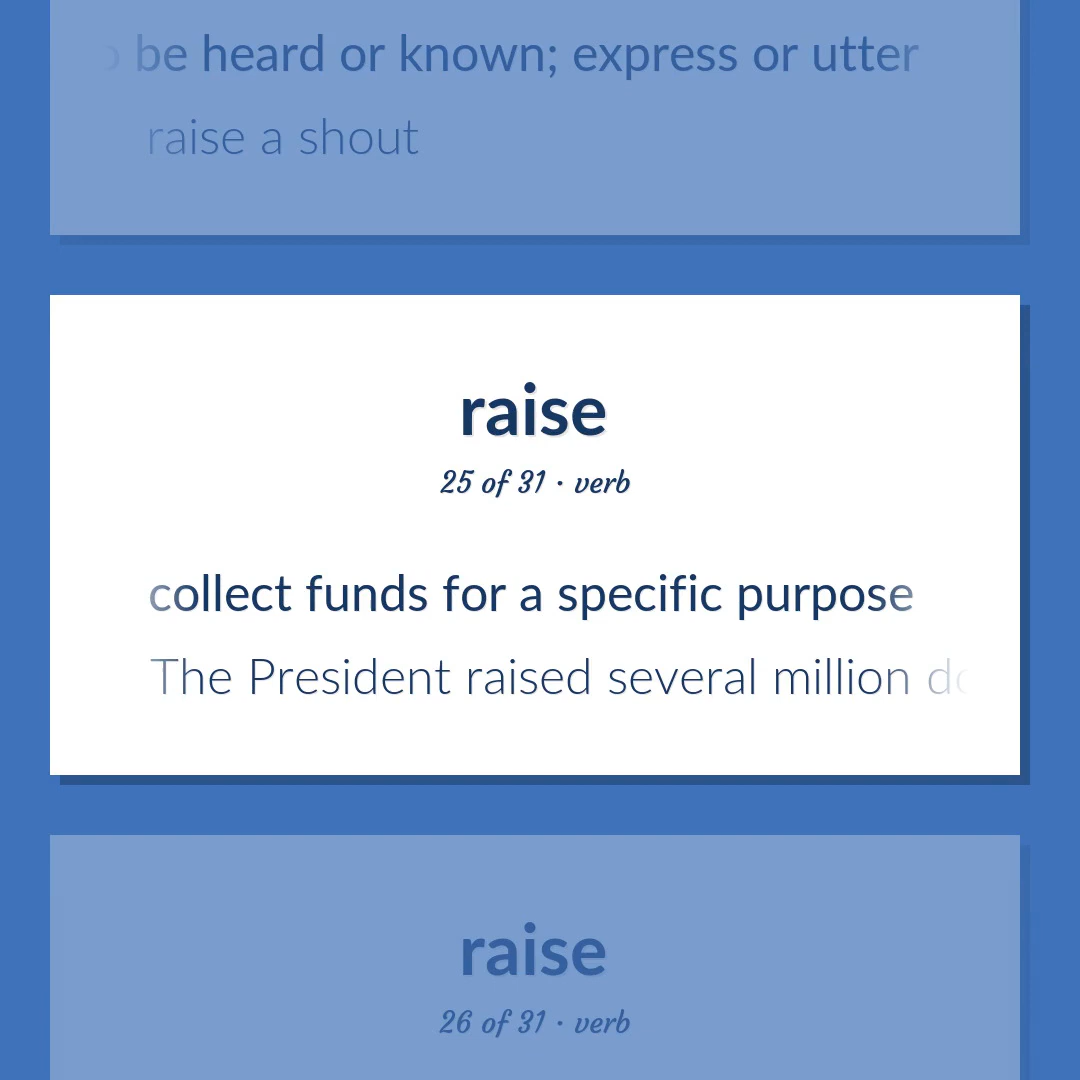 be heard or known; express or utter
raise a shout
raise
25 of 31 · verb
collect funds for a specific purpose
The President raised several million
raise
26 of 31 · verb